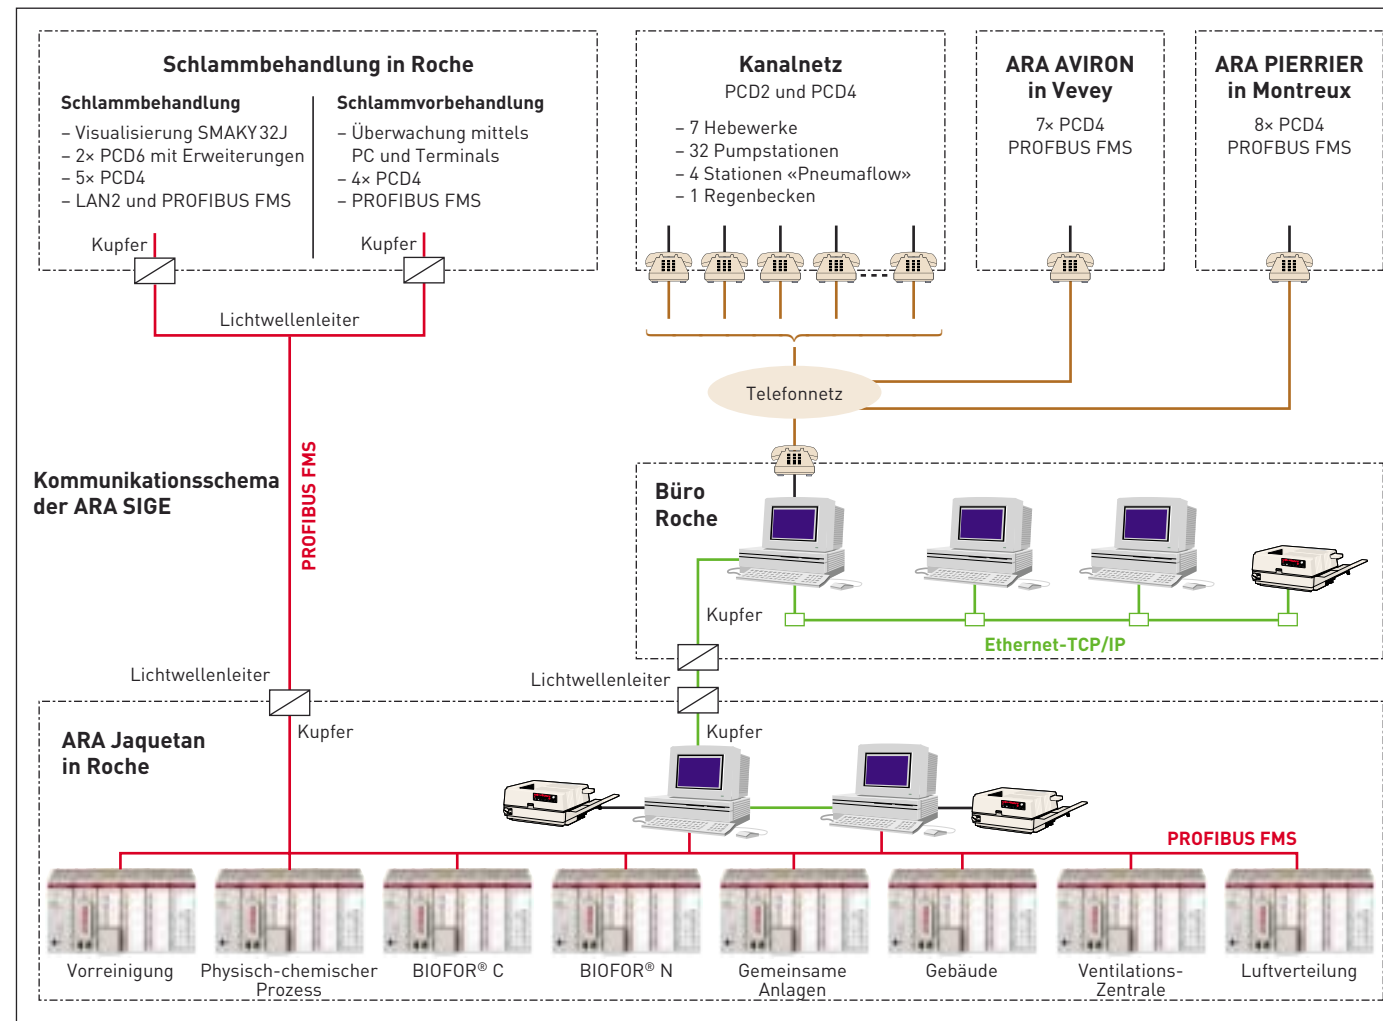 Schlammbehandlung in Roche
Schlammbehandlung
– Visualisierung SMAKY 32J
– 2× PCD6 mit Erweiterungen
– 5× PCD4
– LAN2 und PROFIBUS FMS
Kupfer
Schlammvorbehandlung
– Überwachung mittels
PC und Terminals
– 4× PCD4
– PROFIBUS FMS
Kupfer
Lichtwellenleiter
Kanalnetz
PCD2 und PCD4
– 7 Hebewerke
– 32 Pumpstationen
– 4 Stationen «Pneumaflow»
– 1 Regenbecken
ARA AVIRON
in Vevey
7× PCD4
PROFBUS FMS
ARA PIERRIER
in Montreux
8× PCD4
PROFBUS FMS
Telefonnetz
Kommunikationsschema
der ARA SIGE
PROFIBUS FMS
Büro
Roche
Kupfer
Ethernet-TCP/IP
Lichtwellenleiter
Lichtwellenleiter
Kupfer
Kupfer
ARA Jaquetan
in Roche
PROFIBUS FMS
Vorreinigung
Physisch-chemischer
Prozess
BIOFOR® C
BIOFOR® N
Gemeinsame
Anlagen
Gebäude
Ventilations-
Zentrale
Luftverteilung